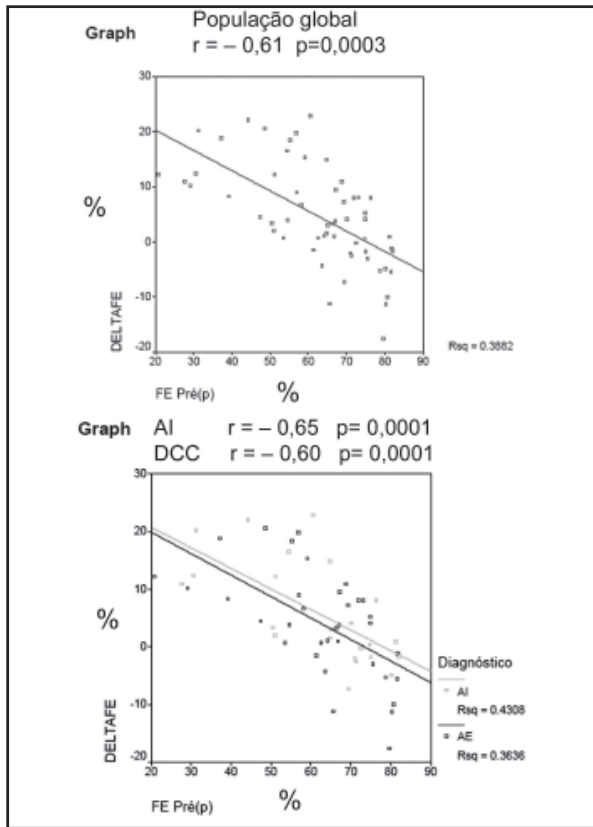 População global
Graph r = – 0,61 p=0,0003
30
20
10
0
-10
-20
%
DELTAFE
20 30 40 50 60 70 80 90
Rsq = 0.3882
FE Pré(p) %
Graph AI r = – 0,65 p= 0,0001
DCC r = – 0,60 p= 0,0001
30
20
10
0
-10
-20
%
DELTAFE
20 30 40 50 60 70 80 90
Diagnóstico
AI
Rsq = 0.4308
AE
Rsq = 0.3636
FE Pré(p) %